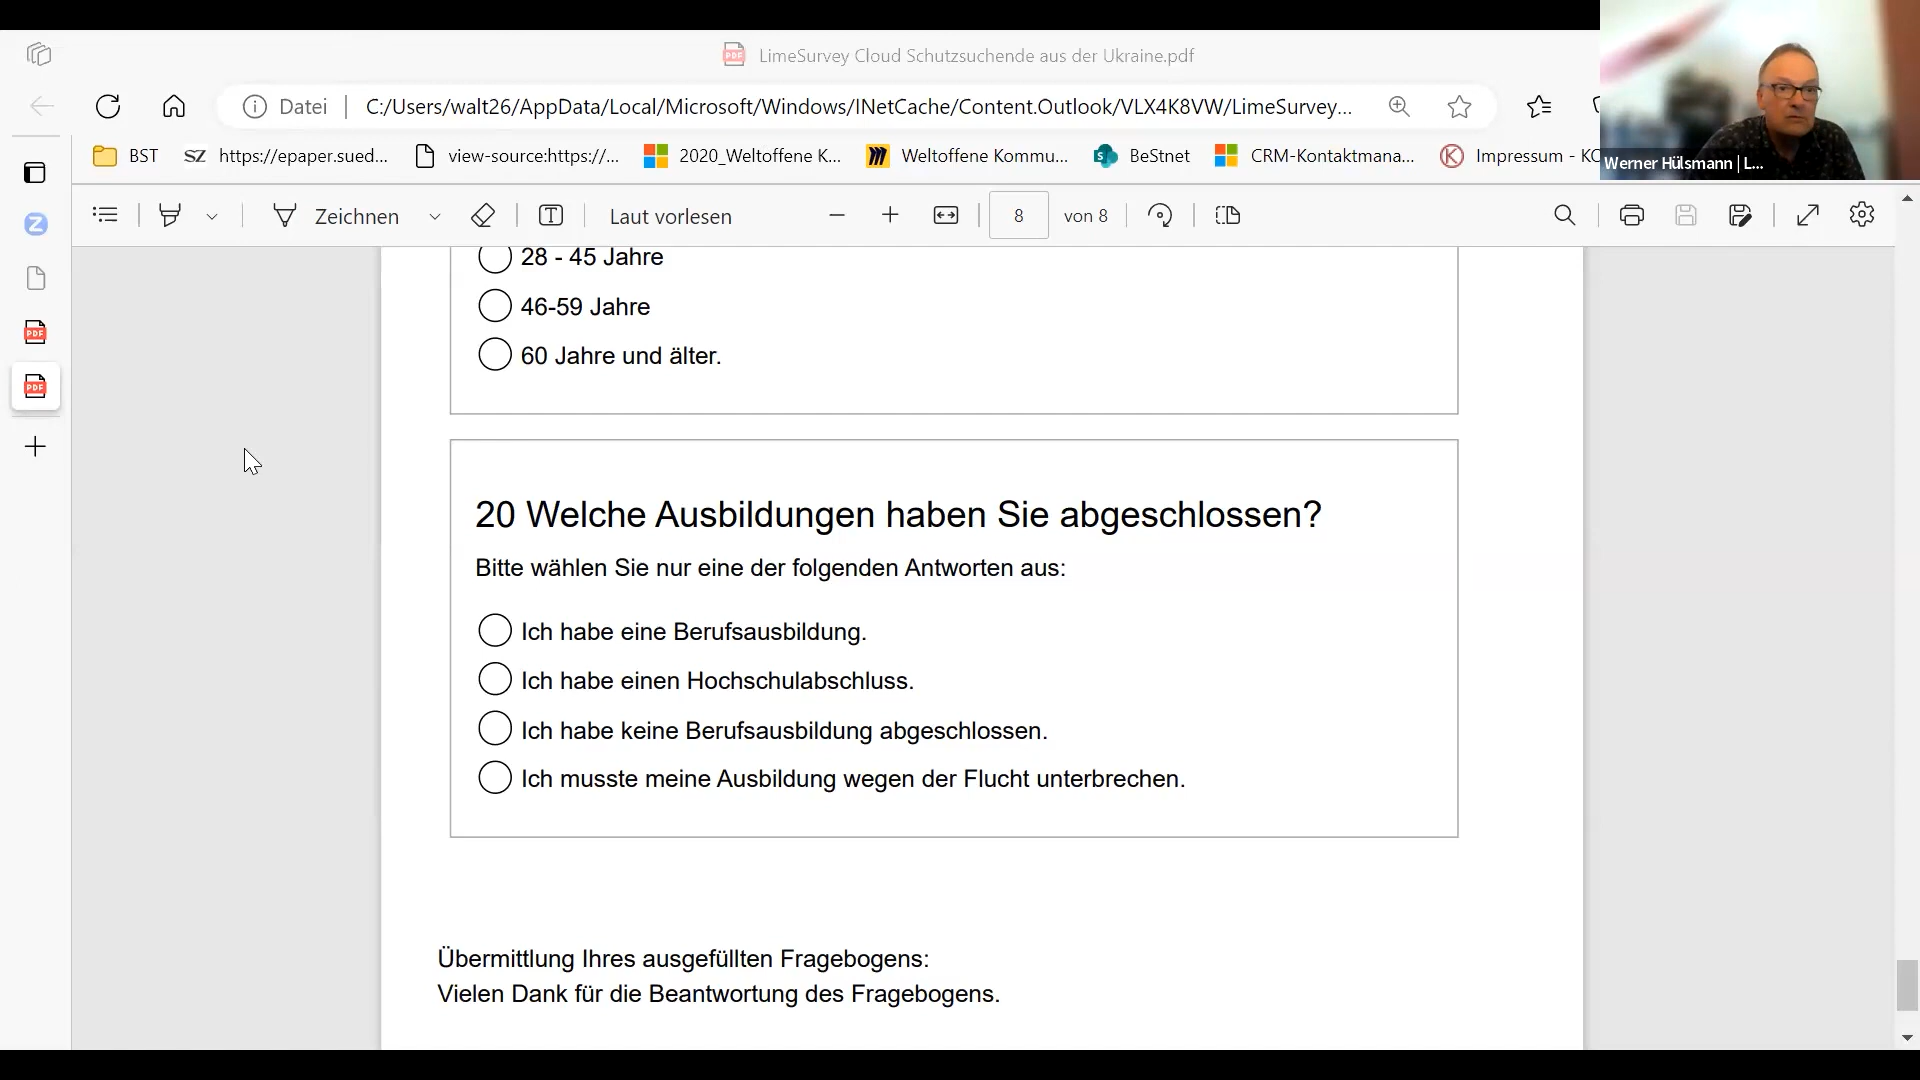 LimeSurvey Cloud Schutzsuchende aus der Ukraine.pdf
Datei
C:/Users/walt26/AppData/Local/Microsoft/Windows/INetCache/Content.Outlook/VLX4K8VW/LimeSurvey...
BST
SZ https://epaper.sued...
view-source:https://...
2020_Weltoffene K...
Weltoffene Kommu...
BeStnet
CRM-Kontaktmana...
Impressum - KO
Werner Hülsmann | L...
Zeichnen
Laut vorlesen
8 von 8
28 - 45 Jahre
46-59 Jahre
60 Jahre und älter.
20 Welche Ausbildungen haben Sie abgeschlossen?
Bitte wählen Sie nur eine der folgenden Antworten aus:
Ich habe eine Berufsausbildung.
Ich habe einen Hochschulabschluss.
Ich habe keine Berufsausbildung abgeschlossen.
Ich musste meine Ausbildung wegen der Flucht unterbrechen.
Übermittlung Ihres ausgefüllten Fragebogens:
Vielen Dank für die Beantwortung des Fragebogens.